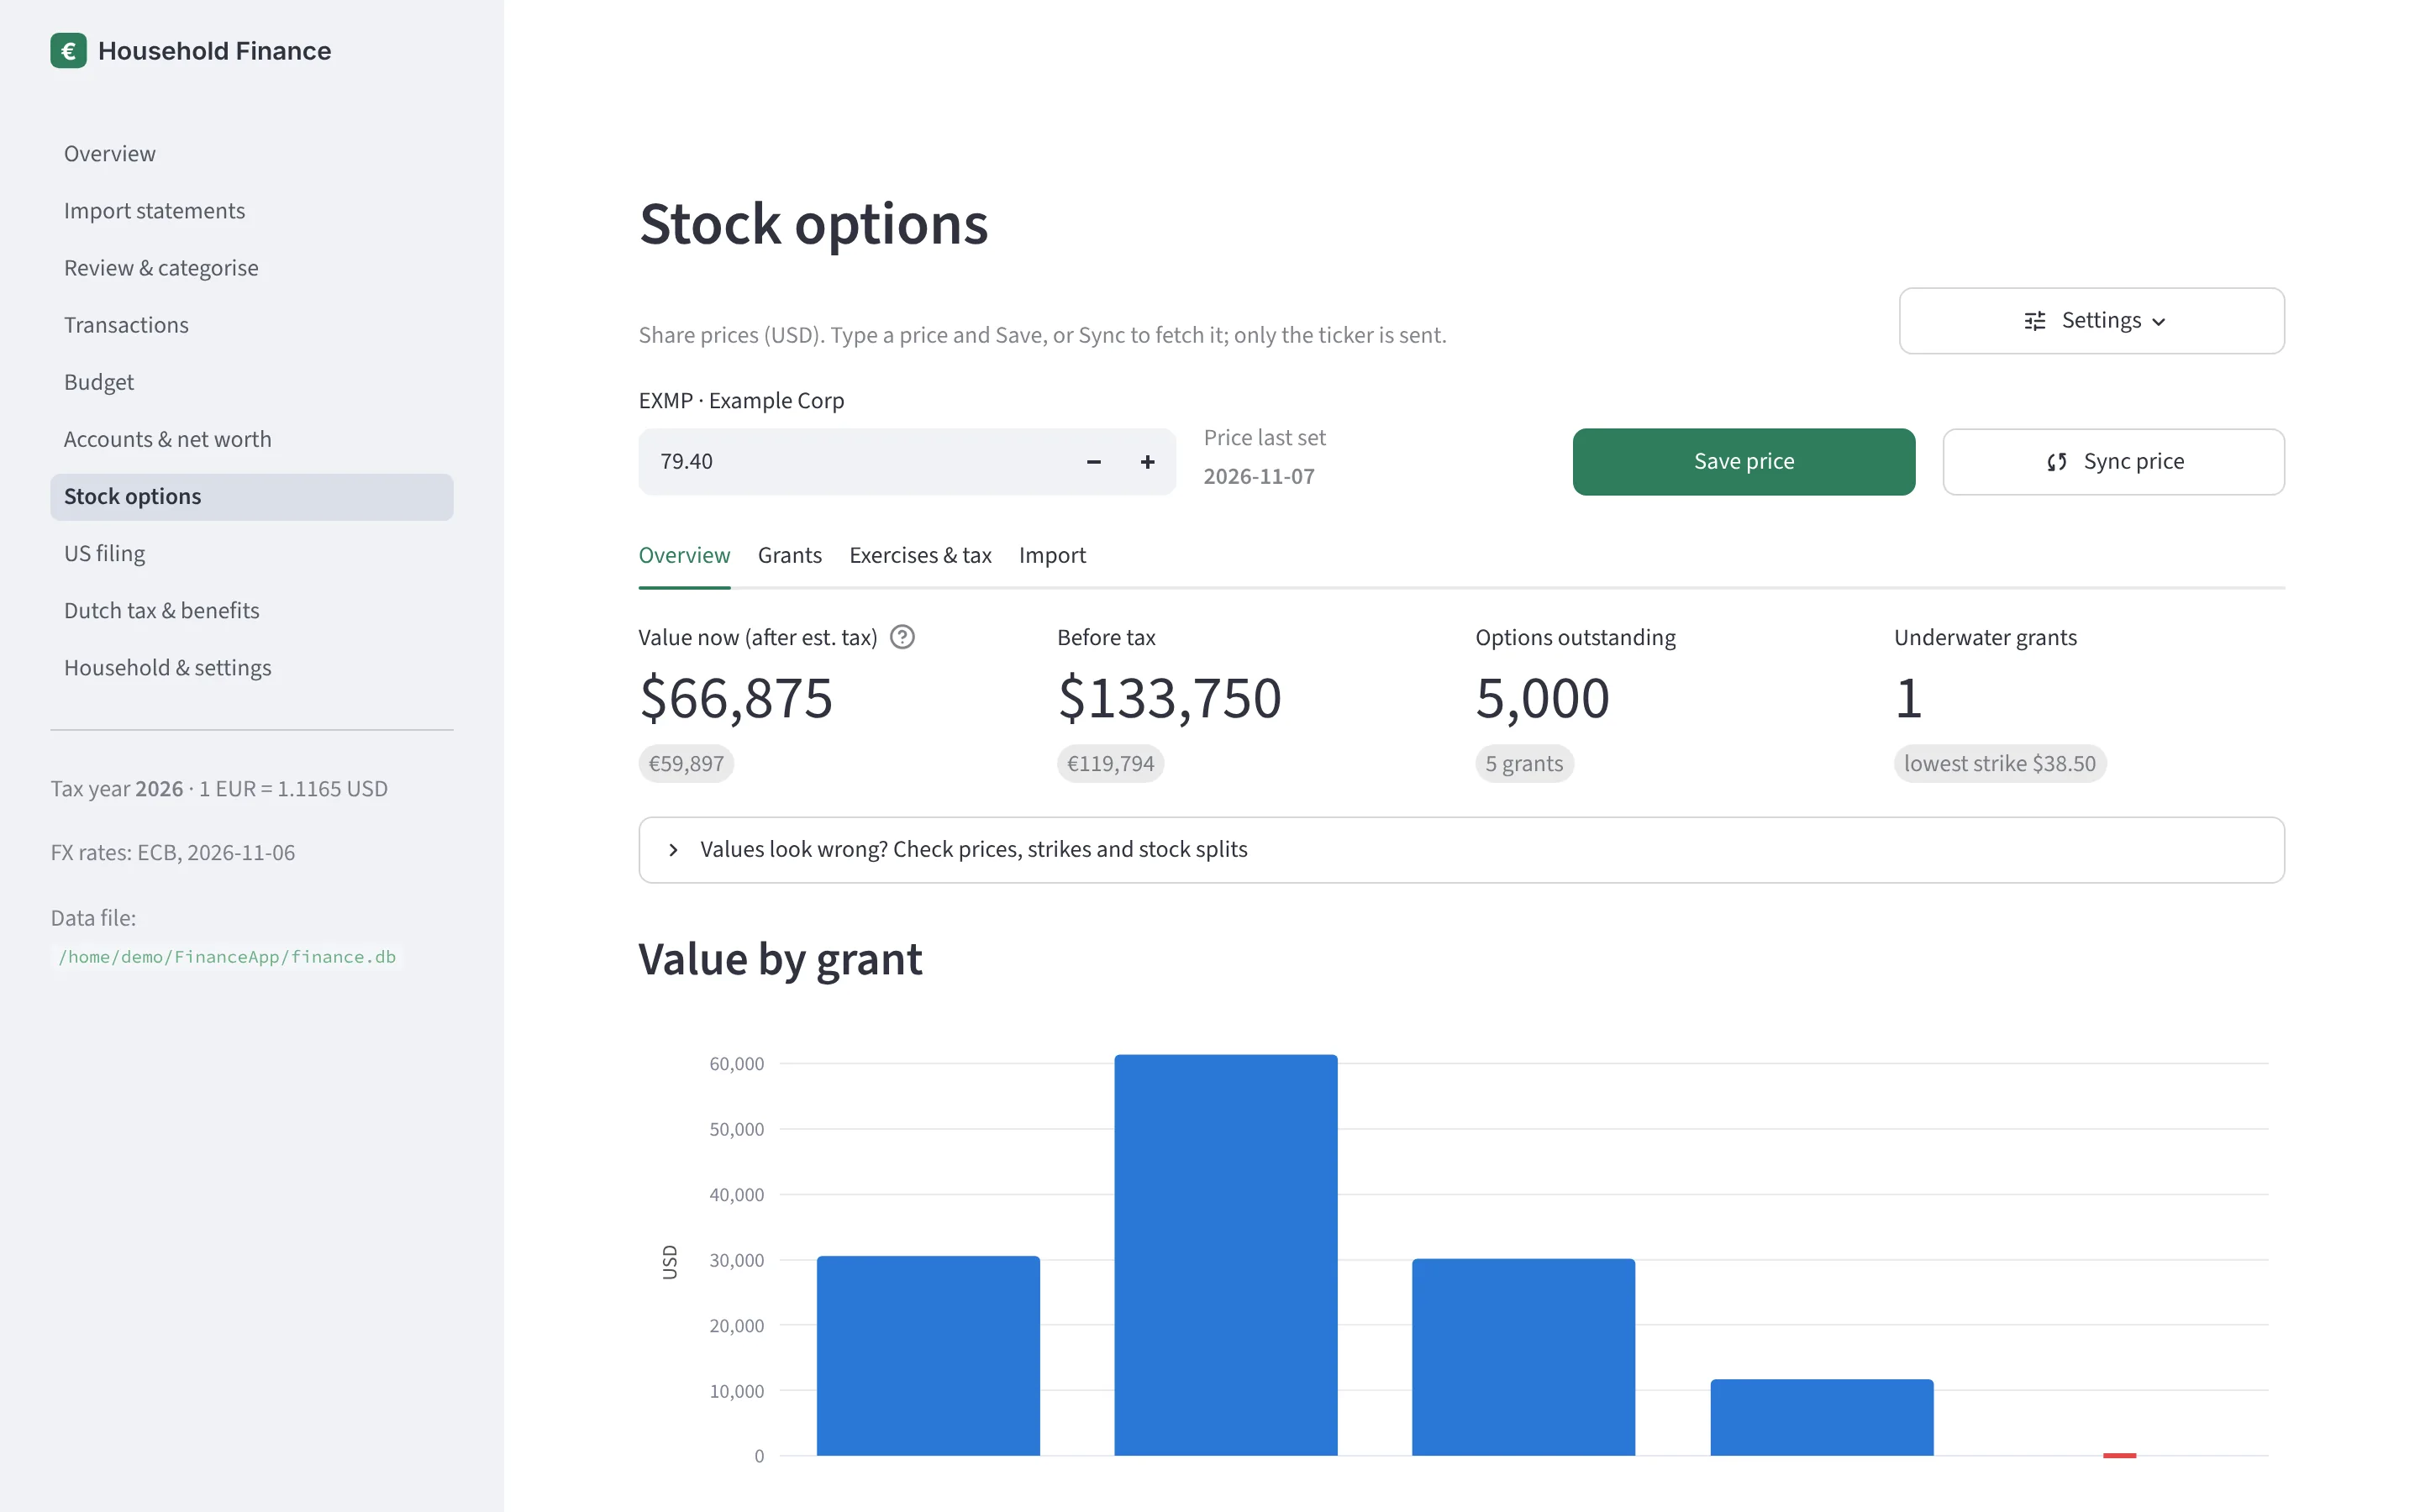 € Household Finance
Overview
Import statements
Review & categorise
Transactions
Budget
Accounts & net worth
Stock options
US filing
Dutch tax & benefits
Household & settings
Tax year 2026 · 1 EUR = 1.1165 USD
FX rates: ECB, 2026-11-06
Data file:
/home/demo/FinanceApp/finance.db
Stock options
Share prices (USD). Type a price and Save, or Sync to fetch it; only the ticker is sent.
Settings
EXMP · Example Corp
79.40
Price last set
2026-11-07
Save price
Sync price
Overview Grants Exercises & tax Import
Value now (after est. tax)
$66,875
€59,897
Before tax
$133,750
€119,794
Options outstanding
5,000
5 grants
Underwater grants
1
lowest strike $38.50
Values look wrong? Check prices, strikes and stock splits
Value by grant
USD
60,000
50,000
40,000
30,000
20,000
10,000
0